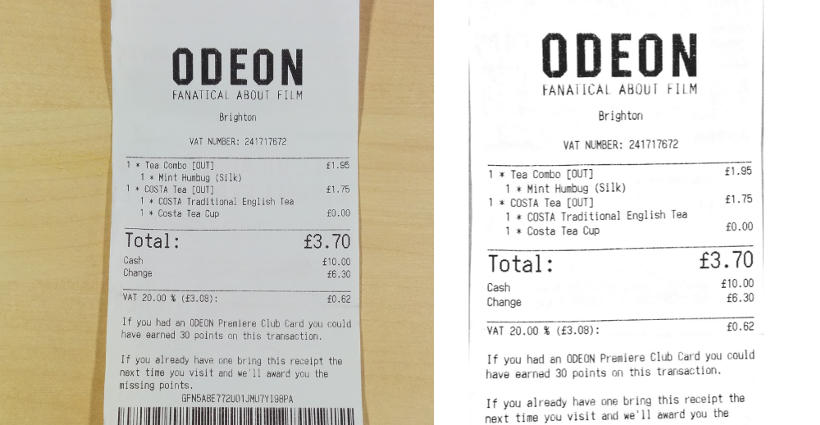 ODEON
FANATICAL ABOUT FILM
Brighton
VAT NUMBER: 241717672
1 * Tea Combo [OUT] £1.95
1 * Mint Humbug (Silk)
1 * COSTA Tea [OUT] £1.75
1 * COSTA Traditional English Tea
1 * Costa Tea Cup £0.00
Total: £3.70
Cash £10.00
Change £6.30
VAT 20.00 % (£3.08): £0.62
If you had an ODEON Premiere Club Card you could
have earned 30 points on this transaction.
If you already have one bring this receipt the
next time you visit and we'll award you the
missing points.
ODEON
FANATICAL ABOUT FILM
Brighton
VAT NUMBER: 241717672
1 * Tea Combo [OUT] £1.95
1 * Mint Humbug (Silk)
1 * COSTA Tea [OUT] £1.75
1 * COSTA Traditional English Tea
1 * Costa Tea Cup £0.00
Total: £3.70
Cash £10.00
Change £6.30
VAT 20.00 % (£3.08): £0.62
If you had an ODEON Premiere Club Card you could
have earned 30 points on this transaction.
If you already have one bring this receipt the
next time you visit and we'll award you the